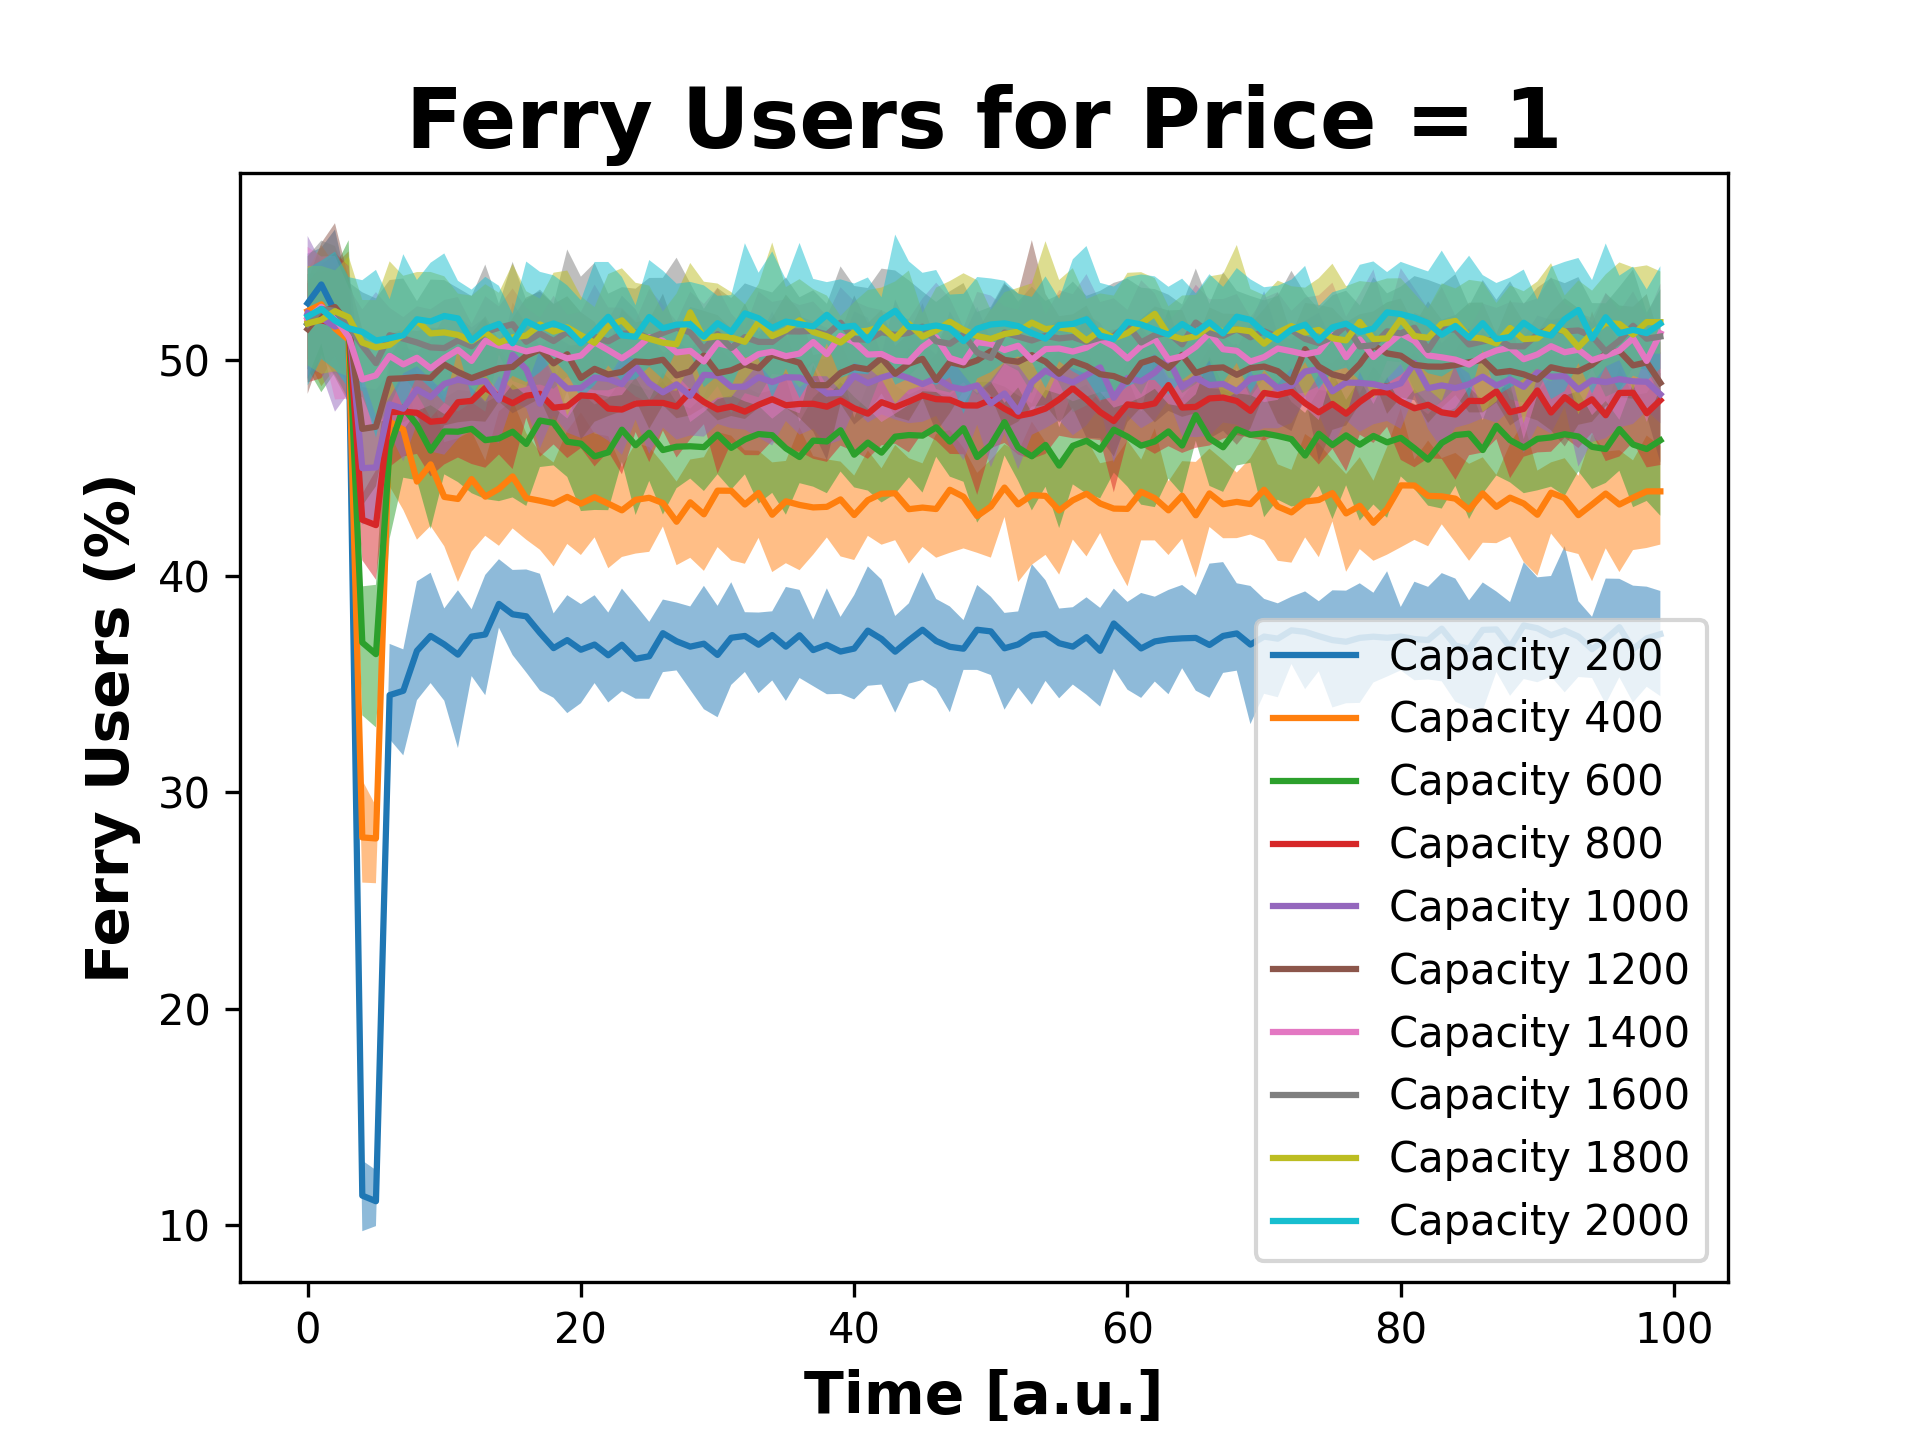 Ferry Users for Price = 1
Ferry Users (%)
50
40
30
20
10
Capacity 200
Capacity 400
Capacity 600
Capacity 800
Capacity 1000
Capacity 1200
Capacity 1400
Capacity 1600
Capacity 1800
Capacity 2000
0 20 40 60 80 100
Time [a.u.]